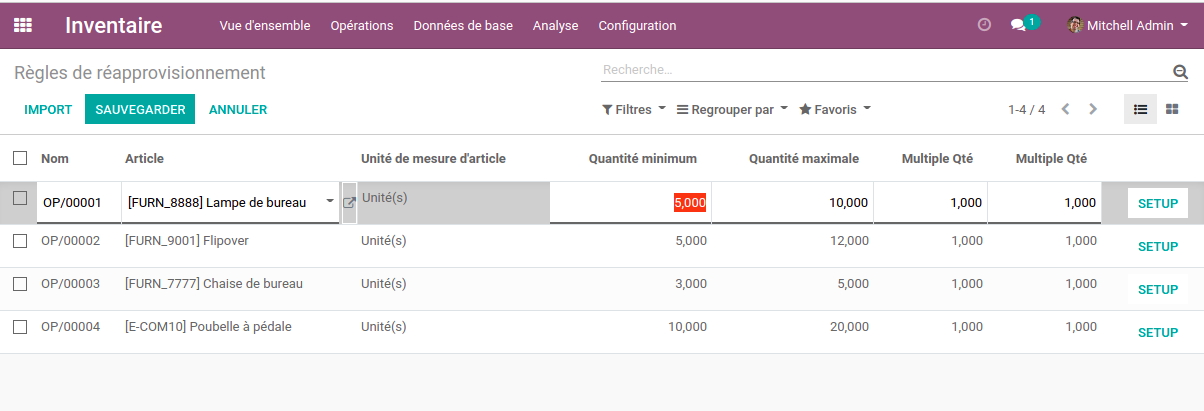 Inventaire Vue d'ensemble Opérations Données de base Analyse Configuration 1 Mitchell Admin
Règles de réapprovisionnement Recherche...
IMPORT SAUVEGARDER ANNULER Filtres Regrouper par Favoris 1-4 / 4
Nom Article Unité de mesure d'article Quantité minimum Quantité maximale Multiple Qté Multiple Qté
OP/00001 [FURN_8888] Lampe de bureau Unité(s) 5,000 10,000 1,000 1,000 SETUP
OP/00002 [FURN_9001] Flipover Unité(s) 5,000 12,000 1,000 1,000 SETUP
OP/00003 [FURN_7777] Chaise de bureau Unité(s) 3,000 5,000 1,000 1,000 SETUP
OP/00004 [E-COM10] Poubelle à pédale Unité(s) 10,000 20,000 1,000 1,000 SETUP